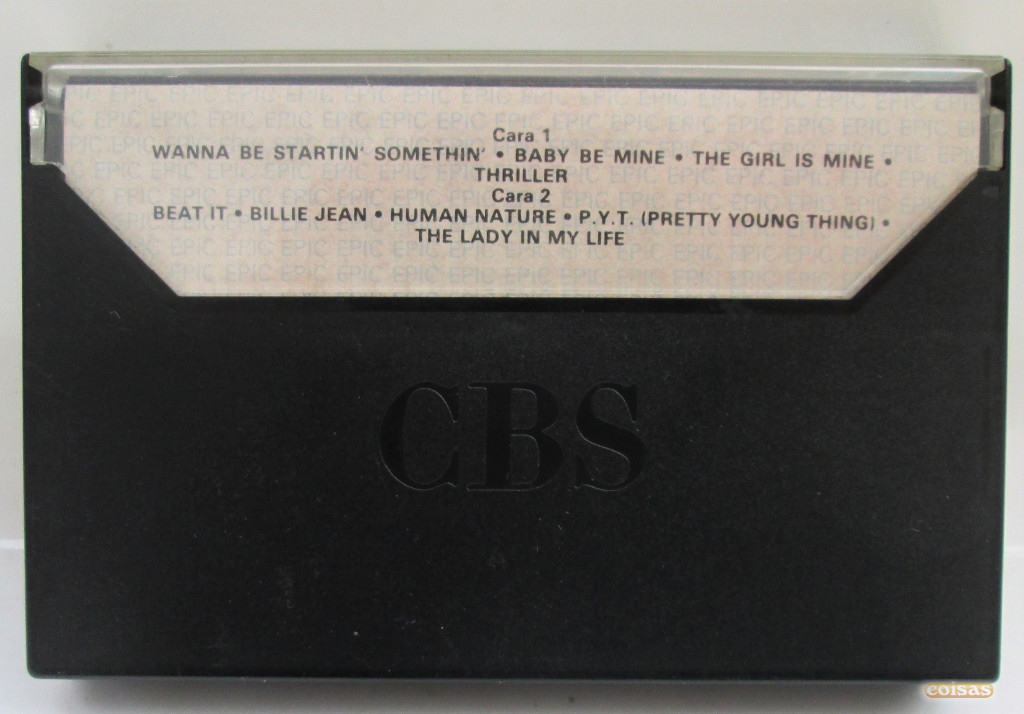 Cara 1
WANNA BE STARTIN' SOMETHIN' • BABY BE MINE • THE GIRL IS MINE •
THRILLER
Cara 2
BEAT IT • BILLIE JEAN • HUMAN NATURE • P.Y.T. (PRETTY YOUNG THING) •
THE LADY IN MY LIFE
CBS
coisas